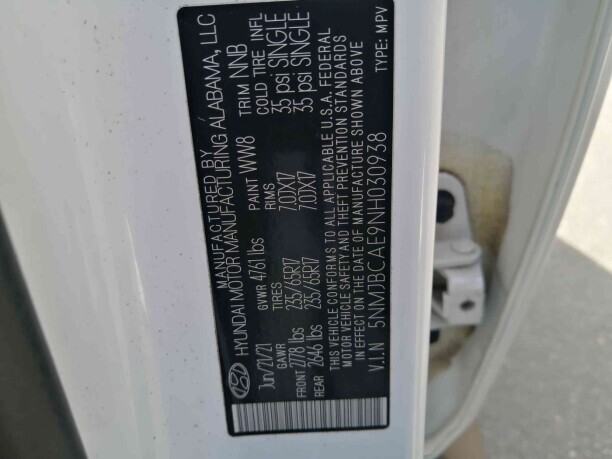 MANUFACTURED BY
HYUNDAI MOTOR MANUFACTURING ALABAMA, LLC
Jun/21/21 GVWR 4761 lbs PAINT WW8 TRIM NNB
GAWR TIRES RIMS COLD TIRE INFL
FRONT 2778 lbs 235/65R17 7.0JX17 35 psi SINGLE
REAR 2646 lbs 235/65R17 7.0JX17 35 psi SINGLE
THIS VEHICLE CONFORMS TO ALL APPLICABLE U.S.A. FEDERAL
MOTOR VEHICLE SAFETY AND THEFT PREVENTION STANDARDS
IN EFFECT ON THE DATE OF MANUFACTURE SHOWN ABOVE
V.I.N 5NMJBCAE9NH030938 TYPE: MPV